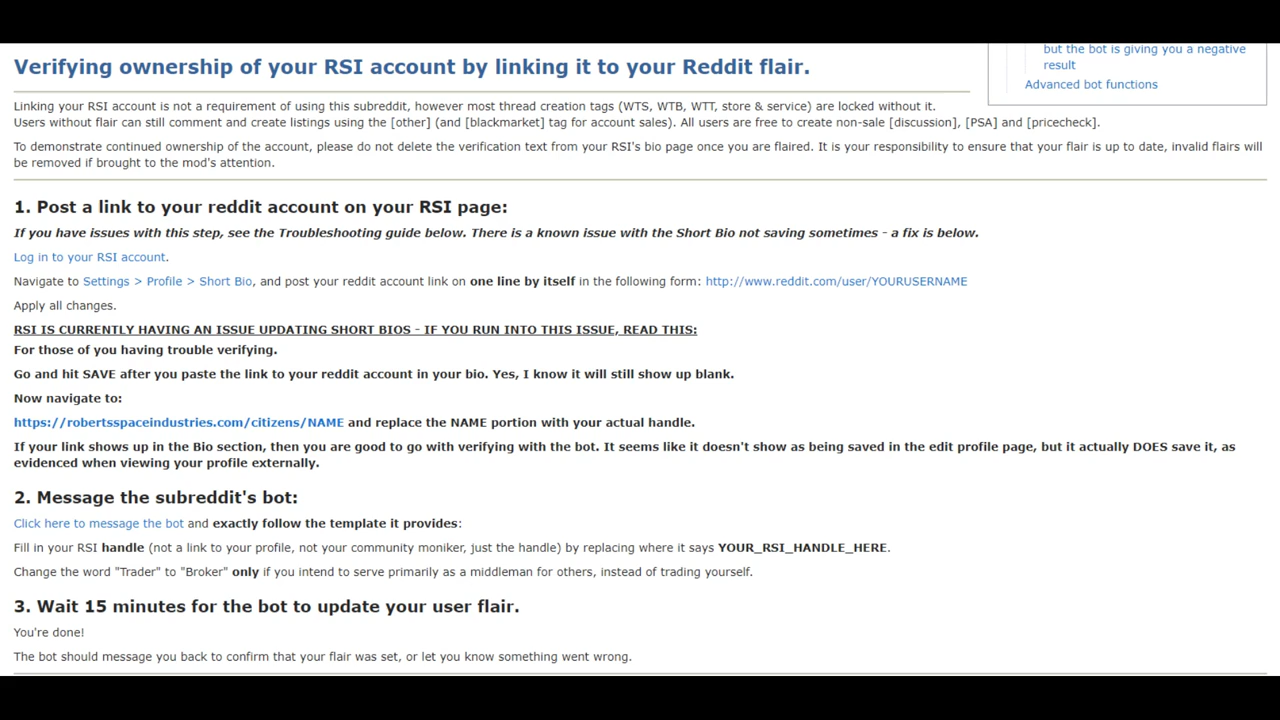 but the bot is giving you a negative
result
Advanced bot functions
Verifying ownership of your RSI account by linking it to your Reddit flair.
Linking your RSI account is not a requirement of using this subreddit, however most thread creation tags (WTS, WTB, WTT, store & service) are locked without it.
Users without flair can still comment and create listings using the [other] (and [blackmarket] tag for account sales). All users are free to create non-sale [discussion], [PSA] and [pricecheck].
To demonstrate continued ownership of the account, please do not delete the verification text from your RSI's bio page once you are flaired. It is your responsibility to ensure that your flair is up to date, invalid flairs will
be removed if brought to the mod's attention.
1. Post a link to your reddit account on your RSI page:
If you have issues with this step, see the Troubleshooting guide below. There is a known issue with the Short Bio not saving sometimes - a fix is below.
Log in to your RSI account.
Navigate to Settings > Profile > Short Bio, and post your reddit account link on one line by itself in the following form: http://www.reddit.com/user/YOURUSERNAME
Apply all changes.
RSI IS CURRENTLY HAVING AN ISSUE UPDATING SHORT BIOS - IF YOU RUN INTO THIS ISSUE, READ THIS:
For those of you having trouble verifying.
Go and hit SAVE after you paste the link to your reddit account in your bio. Yes, I know it will still show up blank.
Now navigate to:
https://robertsspaceindustries.com/citizens/NAME and replace the NAME portion with your actual handle.
If your link shows up in the Bio section, then you are good to go with verifying with the bot. It seems like it doesn't show as being saved in the edit profile page, but it actually DOES save it, as
evidenced when viewing your profile externally.
2. Message the subreddit's bot:
Click here to message the bot and exactly follow the template it provides:
Fill in your RSI handle (not a link to your profile, not your community moniker, just the handle) by replacing where it says YOUR_RSI_HANDLE_HERE.
Change the word "Trader" to "Broker" only if you intend to serve primarily as a middleman for others, instead of trading yourself.
3. Wait 15 minutes for the bot to update your user flair.
You're done!
The bot should message you back to confirm that your flair was set, or let you know something went wrong.